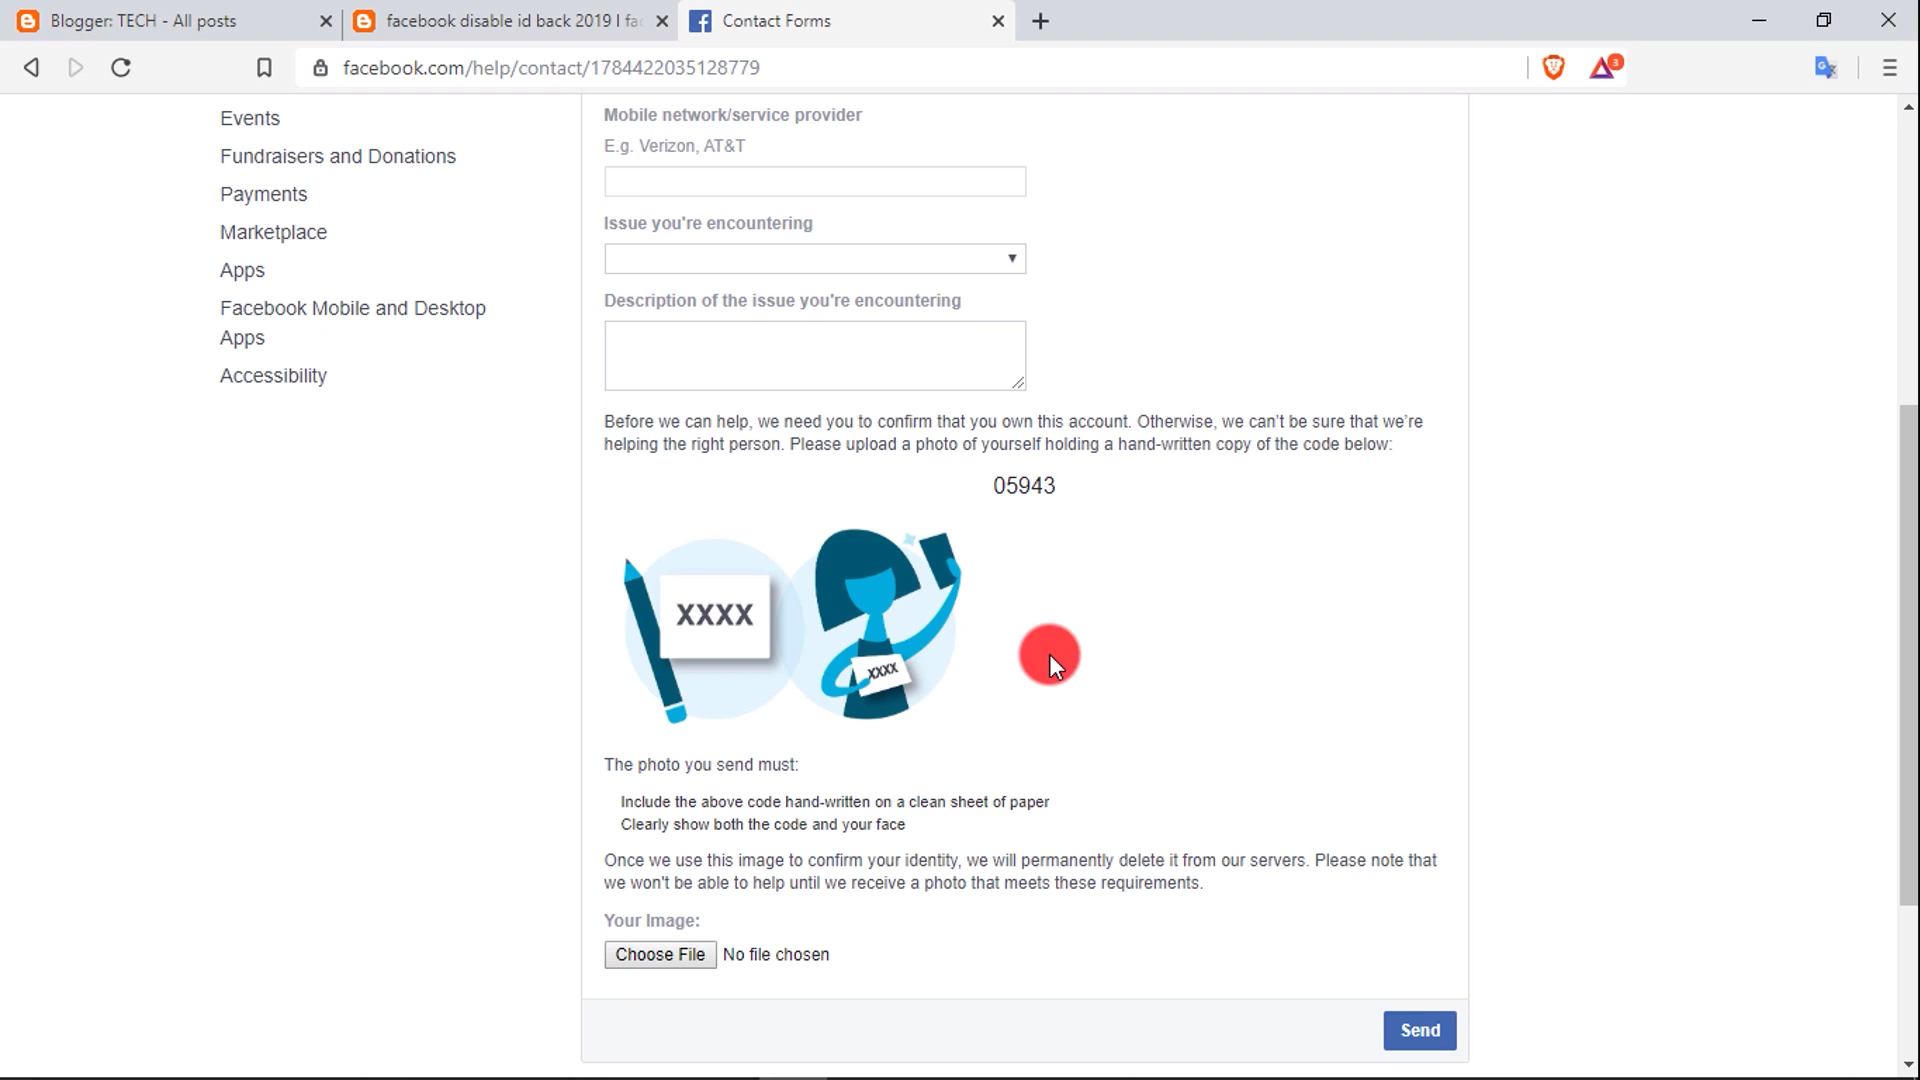 Blogger: TECH - All posts
facebook disable id back 2019 l fa
Contact Forms
facebook.com/help/contact/1784422035128779
3
Events
Fundraisers and Donations
Payments
Marketplace
Apps
Facebook Mobile and Desktop
Apps
Accessibility
Mobile network/service provider
E.g. Verizon, AT&T
Issue you're encountering
Description of the issue you're encountering
Before we can help, we need you to confirm that you own this account. Otherwise, we can't be sure that we're
helping the right person. Please upload a photo of yourself holding a hand-written copy of the code below:
05943
XXXX
XXXX
The photo you send must:
Include the above code hand-written on a clean sheet of paper
Clearly show both the code and your face
Once we use this image to confirm your identity, we will permanently delete it from our servers. Please note that
we won't be able to help until we receive a photo that meets these requirements.
Your Image:
Choose File No file chosen
Send